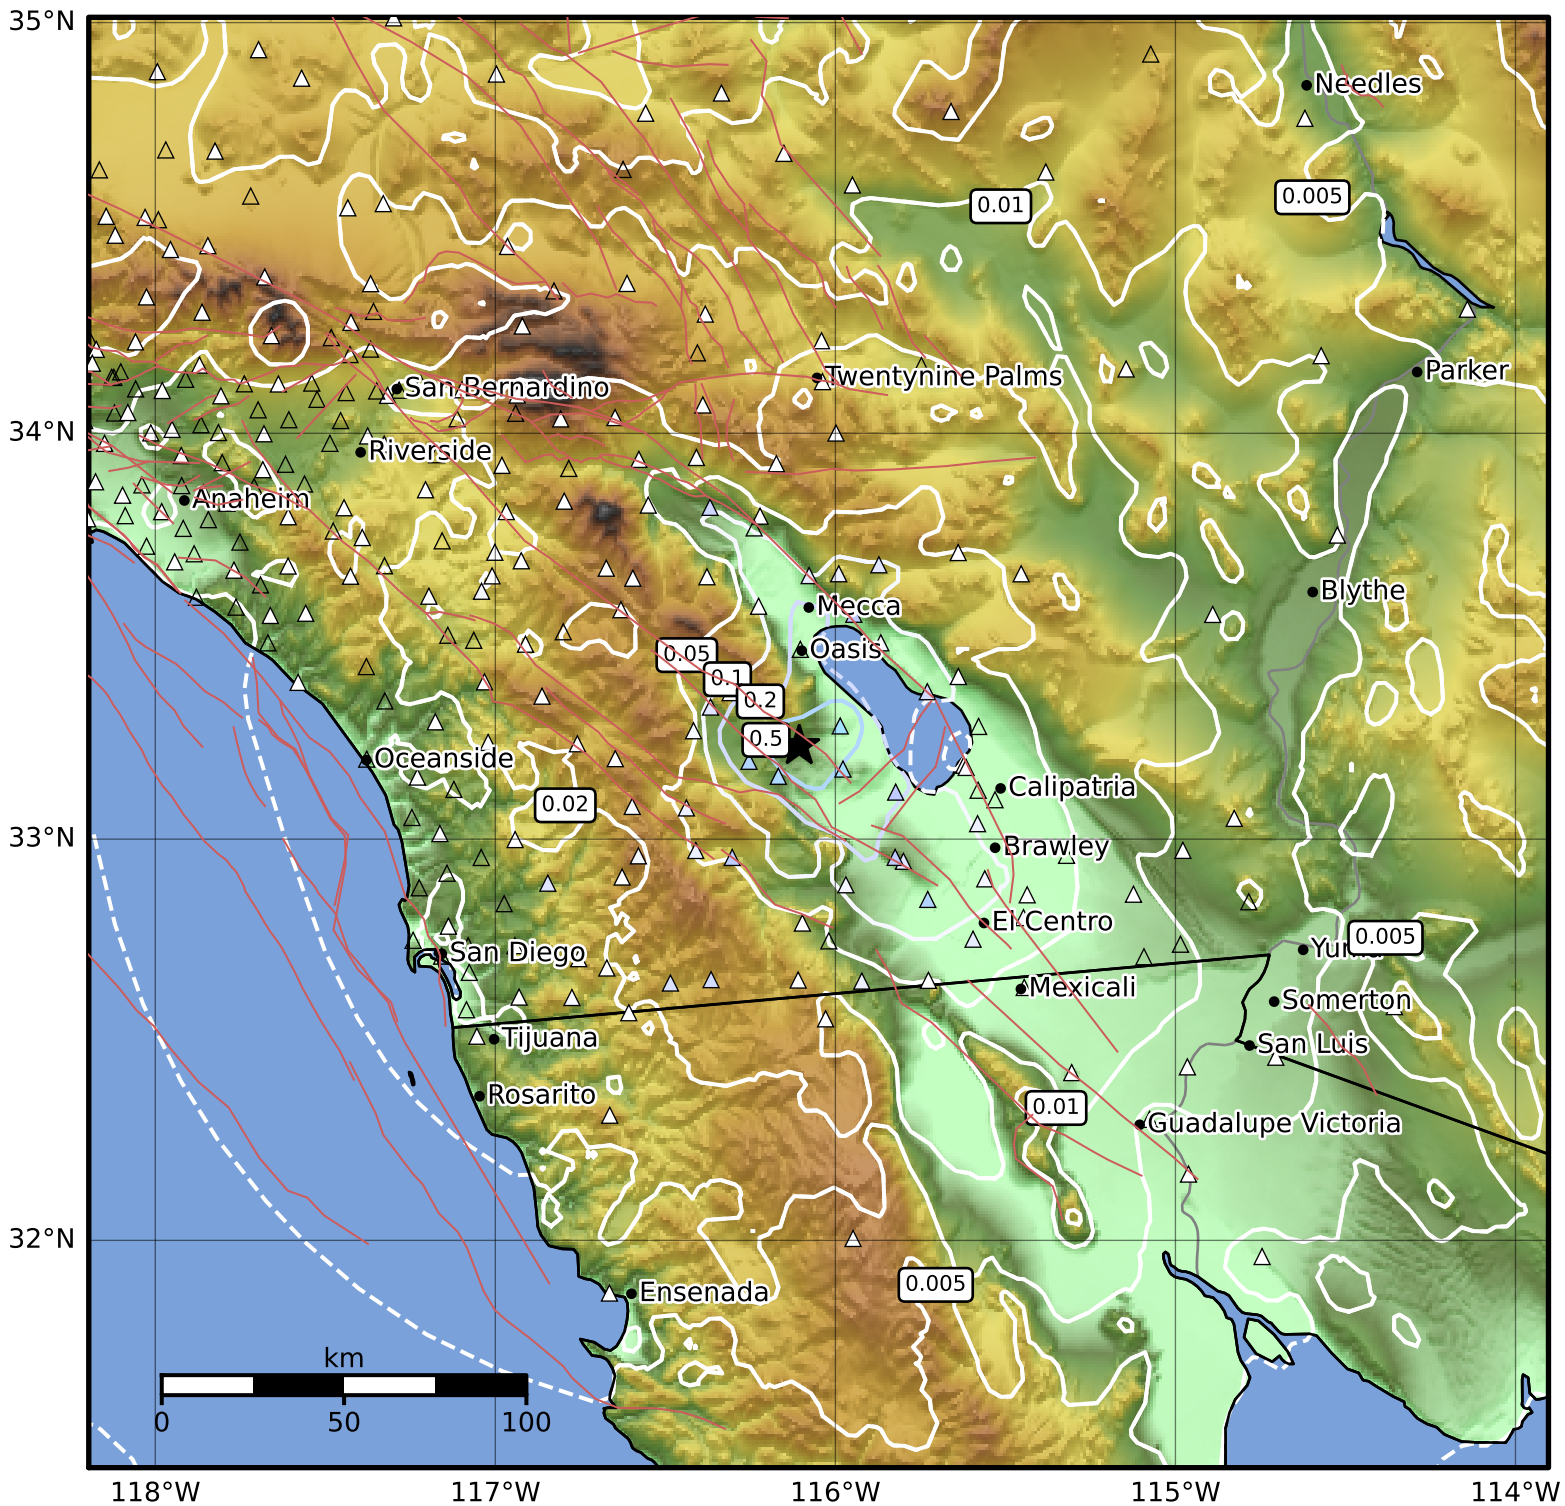 35°N
Needles
0.01
0.005
Twentynine Palms
Parker
San Bernardino
34°N
Riverside
Anaheim
Blythe
Mecca
Oasis
0.05
0.1
0.2
0.5
Oceanside
Calipatria
0.02
33°N
Brawley
El Centro
0.005
San Diego
Mexicali
Somerton
Tijuana
San Luis
Rosarito
0.01
Guadalupe Victoria
32°N
0.005
Ensenada
km
0 50 100
118°W 117°W 116°W 115°W 114°W